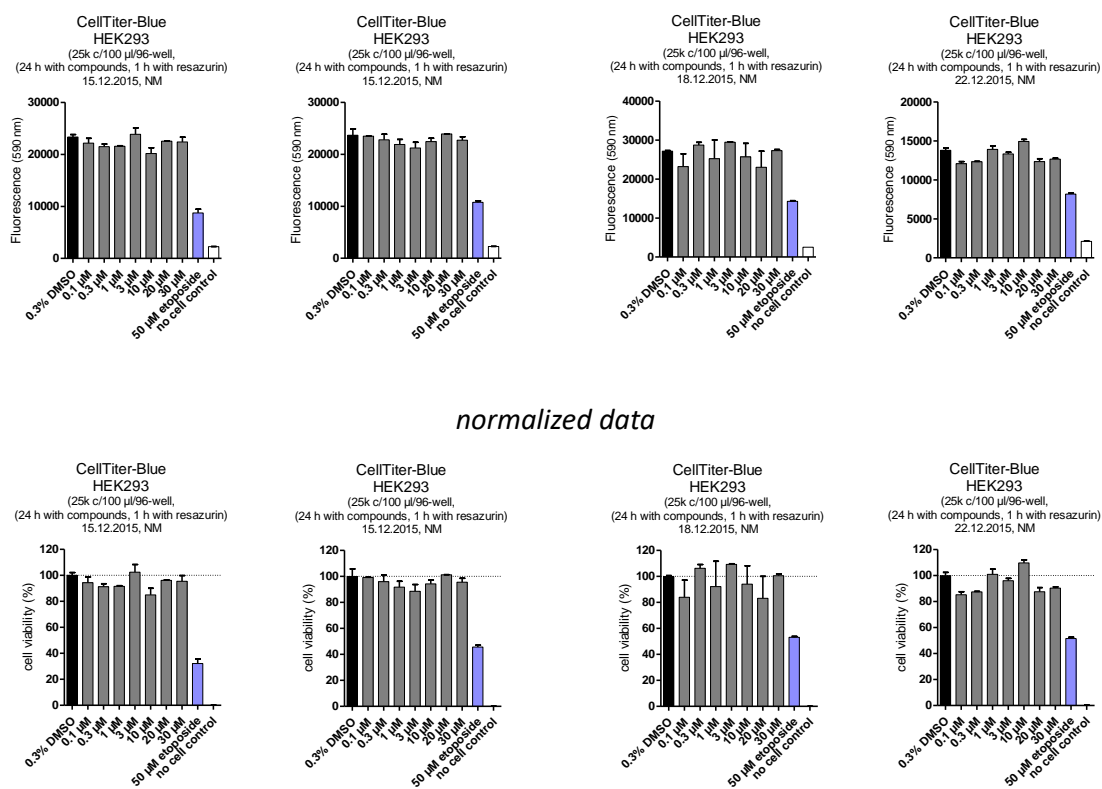 CellTiter-Blue
HEK293
(25k c/100 µl/96-well,
(24 h with compounds, 1 h with resazurin)
15.12.2015, NM
30000
20000
10000
0
Fluorescence (590 nm)
0.3% DMSO
0.1 µM
0.3 µM
1 µM
3 µM
10 µM
20 µM
30 µM
50 µM etoposide
no cell control
CellTiter-Blue
HEK293
(25k c/100 µl/96-well,
(24 h with compounds, 1 h with resazurin)
15.12.2015, NM
30000
20000
10000
0
Fluorescence (590 nm)
0.3% DMSO
0.1 µM
0.3 µM
1 µM
3 µM
10 µM
20 µM
30 µM
50 µM etoposide
no cell control
CellTiter-Blue
HEK293
(25k c/100 µl/96-well,
(24 h with compounds, 1 h with resazurin)
18.12.2015, NM
40000
30000
20000
10000
0
Fluorescence (590 nm)
0.3% DMSO
0.1 µM
0.3 µM
1 µM
3 µM
10 µM
20 µM
30 µM
50 µM etoposide
no cell control
CellTiter-Blue
HEK293
(25k c/100 µl/96-well,
(24 h with compounds, 1 h with resazurin)
22.12.2015, NM
20000
15000
10000
5000
0
Fluorescence (590 nm)
0.3% DMSO
0.1 µM
0.3 µM
1 µM
3 µM
10 µM
20 µM
30 µM
50 µM etoposide
no cell control
normalized data
CellTiter-Blue
HEK293
(25k c/100 µl/96-well,
(24 h with compounds, 1 h with resazurin)
15.12.2015, NM
120
100
80
60
40
20
0
cell viability (%)
0.3% DMSO
0.1 µM
0.3 µM
1 µM
3 µM
10 µM
20 µM
30 µM
50 µM etoposide
no cell control
CellTiter-Blue
HEK293
(25k c/100 µl/96-well,
(24 h with compounds, 1 h with resazurin)
15.12.2015, NM
120
100
80
60
40
20
0
cell viability (%)
0.3% DMSO
0.1 µM
0.3 µM
1 µM
3 µM
10 µM
20 µM
30 µM
50 µM etoposide
no cell control
CellTiter-Blue
HEK293
(25k c/100 µl/96-well,
(24 h with compounds, 1 h with resazurin)
18.12.2015, NM
120
100
80
60
40
20
0
cell viability (%)
0.3% DMSO
0.1 µM
0.3 µM
1 µM
3 µM
10 µM
20 µM
30 µM
50 µM etoposide
no cell control
CellTiter-Blue
HEK293
(25k c/100 µl/96-well,
(24 h with compounds, 1 h with resazurin)
22.12.2015, NM
120
100
80
60
40
20
0
cell viability (%)
0.3% DMSO
0.1 µM
0.3 µM
1 µM
3 µM
10 µM
20 µM
30 µM
50 µM etoposide
no cell control